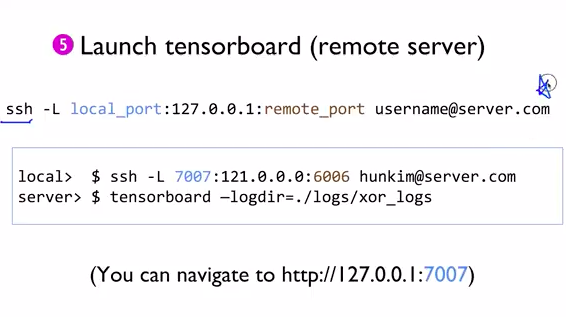 5 Launch tensorboard (remote server)
ssh -L local_port:127.0.0.1:remote_port username@server.com
local> $ ssh -L 7007:121.0.0.0:6006 hunkim@server.com
server> $ tensorboard —logdir=./logs/xor_logs
(You can navigate to http://127.0.0.1:7007)